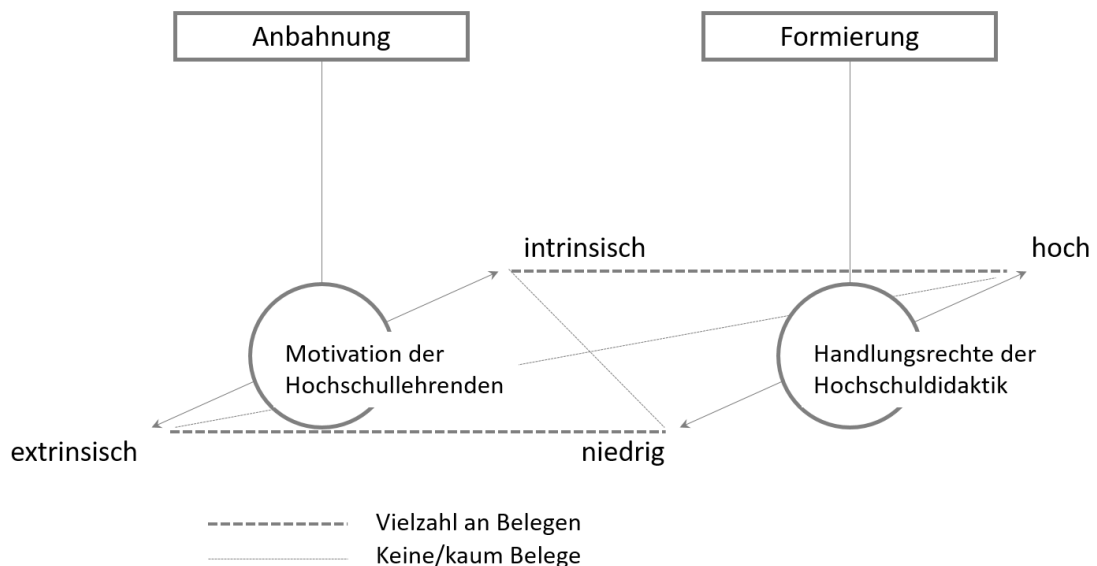 Anbahnung
Formierung
intrinsisch
hoch
Motivation der
Hochschullehrenden
Handlungsrechte der
Hochschuldidaktik
extrinsisch
niedrig
Vielzahl an Belegen
Keine/kaum Belege